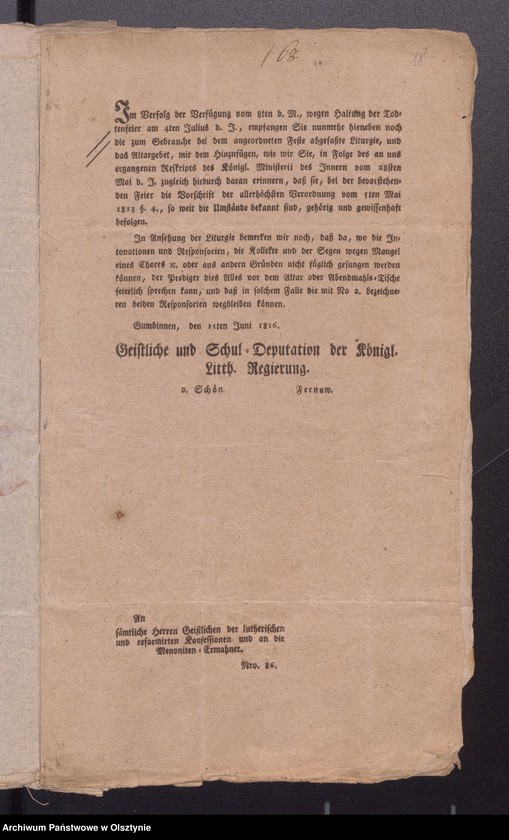 168.
18
Im Verfolg der Verfügung vom 8ten d. M., wegen Haltung der Tod-
tenfeier am 4ten Julius d. J., empfangen Sie nunmehr hieneben noch
die zum Gebrauche bei dem angeordneten Feste abgefaßte Liturgie, und
das Altargebet, mit dem Hinzufügen, wie wir Sie, in Folge des an uns
ergangenen Reskripts des Königl. Ministerii des Innern vom 28sten
Mai d. J. zugleich hiedurch daran erinnern, daß sie, bei der bevorstehen-
den Feier die Vorschrift der allerhöchsten Verordnung vom 5ten Mai
1813 §. 4., so weit die Umstände bekannt sind, gehörig und gewissenhaft
befolgen.
In Ansehung der Liturgie bemerken wir noch, daß da, wo die In-
tonationen und Responsorien, die Kollekte und der Segen wegen Mangel
eines Chores ꝛc. oder aus andern Gründen nicht füglich gesungen werden
können, der Prediger dies Alles vor dem Altar oder Abendmahls-Tische
feierlich sprechen kann, und daß in solchem Falle die mit No 2. bezeichne-
ten beiden Responsorien wegbleiben können.
Gumbinnen, den 11ten Juni 1816.
Geistliche und Schul-Deputation der Königl.
Litth. Regierung.
v. Schön. Fernow.
An
sämtliche Herren Geistlichen der lutherischen
und reformirten Konfessionen und an die
Menoniten-Ermahner.
Nro. 86.
Archiwum Państwowe w Olsztynie